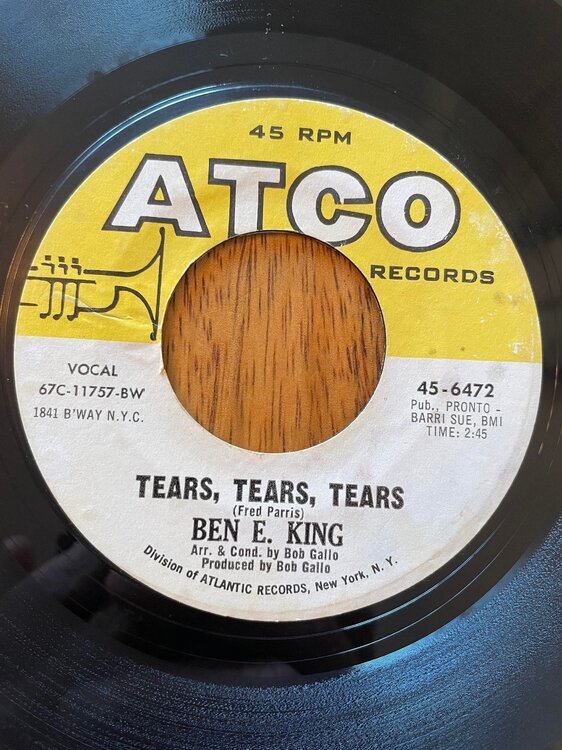 45 RPM
ATCO
RECORDS
VOCAL
67C-11757-BW
1841 B'WAY N.Y.C.
45-6472
Pub., PRONTO -
BARRI SUE, BMI
TIME: 2:45
TEARS, TEARS, TEARS
(Fred Parris)
BEN E. KING
Arr. & Cond. by Bob Gallo
Produced by Bob Gallo
Division of ATLANTIC RECORDS, New York, N. Y.